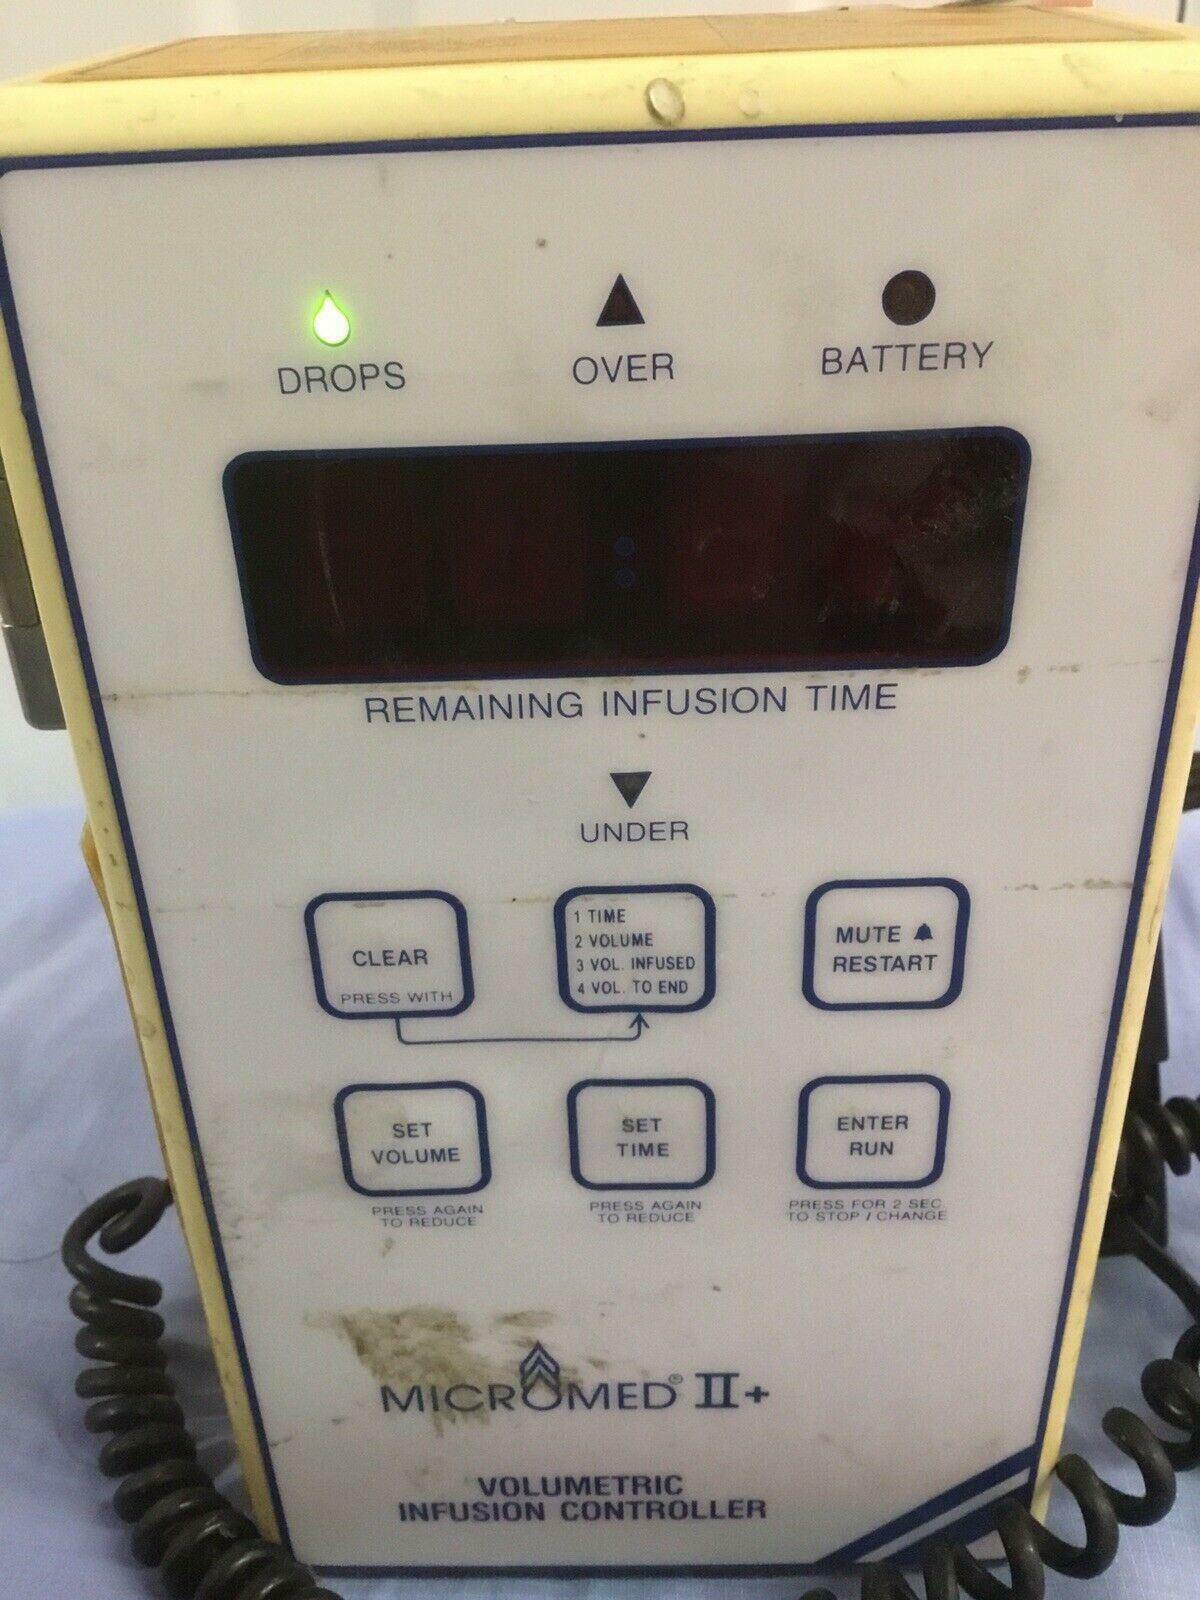 DROPS
OVER
BATTERY
REMAINING INFUSION TIME
UNDER
CLEAR
PRESS WITH
1 TIME
2 VOLUME
3 VOL. INFUSED
4 VOL. TO END
MUTE
RESTART
SET
VOLUME
PRESS AGAIN
TO REDUCE
SET
TIME
PRESS AGAIN
TO REDUCE
ENTER
RUN
PRESS FOR 2 SEC
TO STOP / CHANGE
MICROMED® II+
VOLUMETRIC
INFUSION CONTROLLER